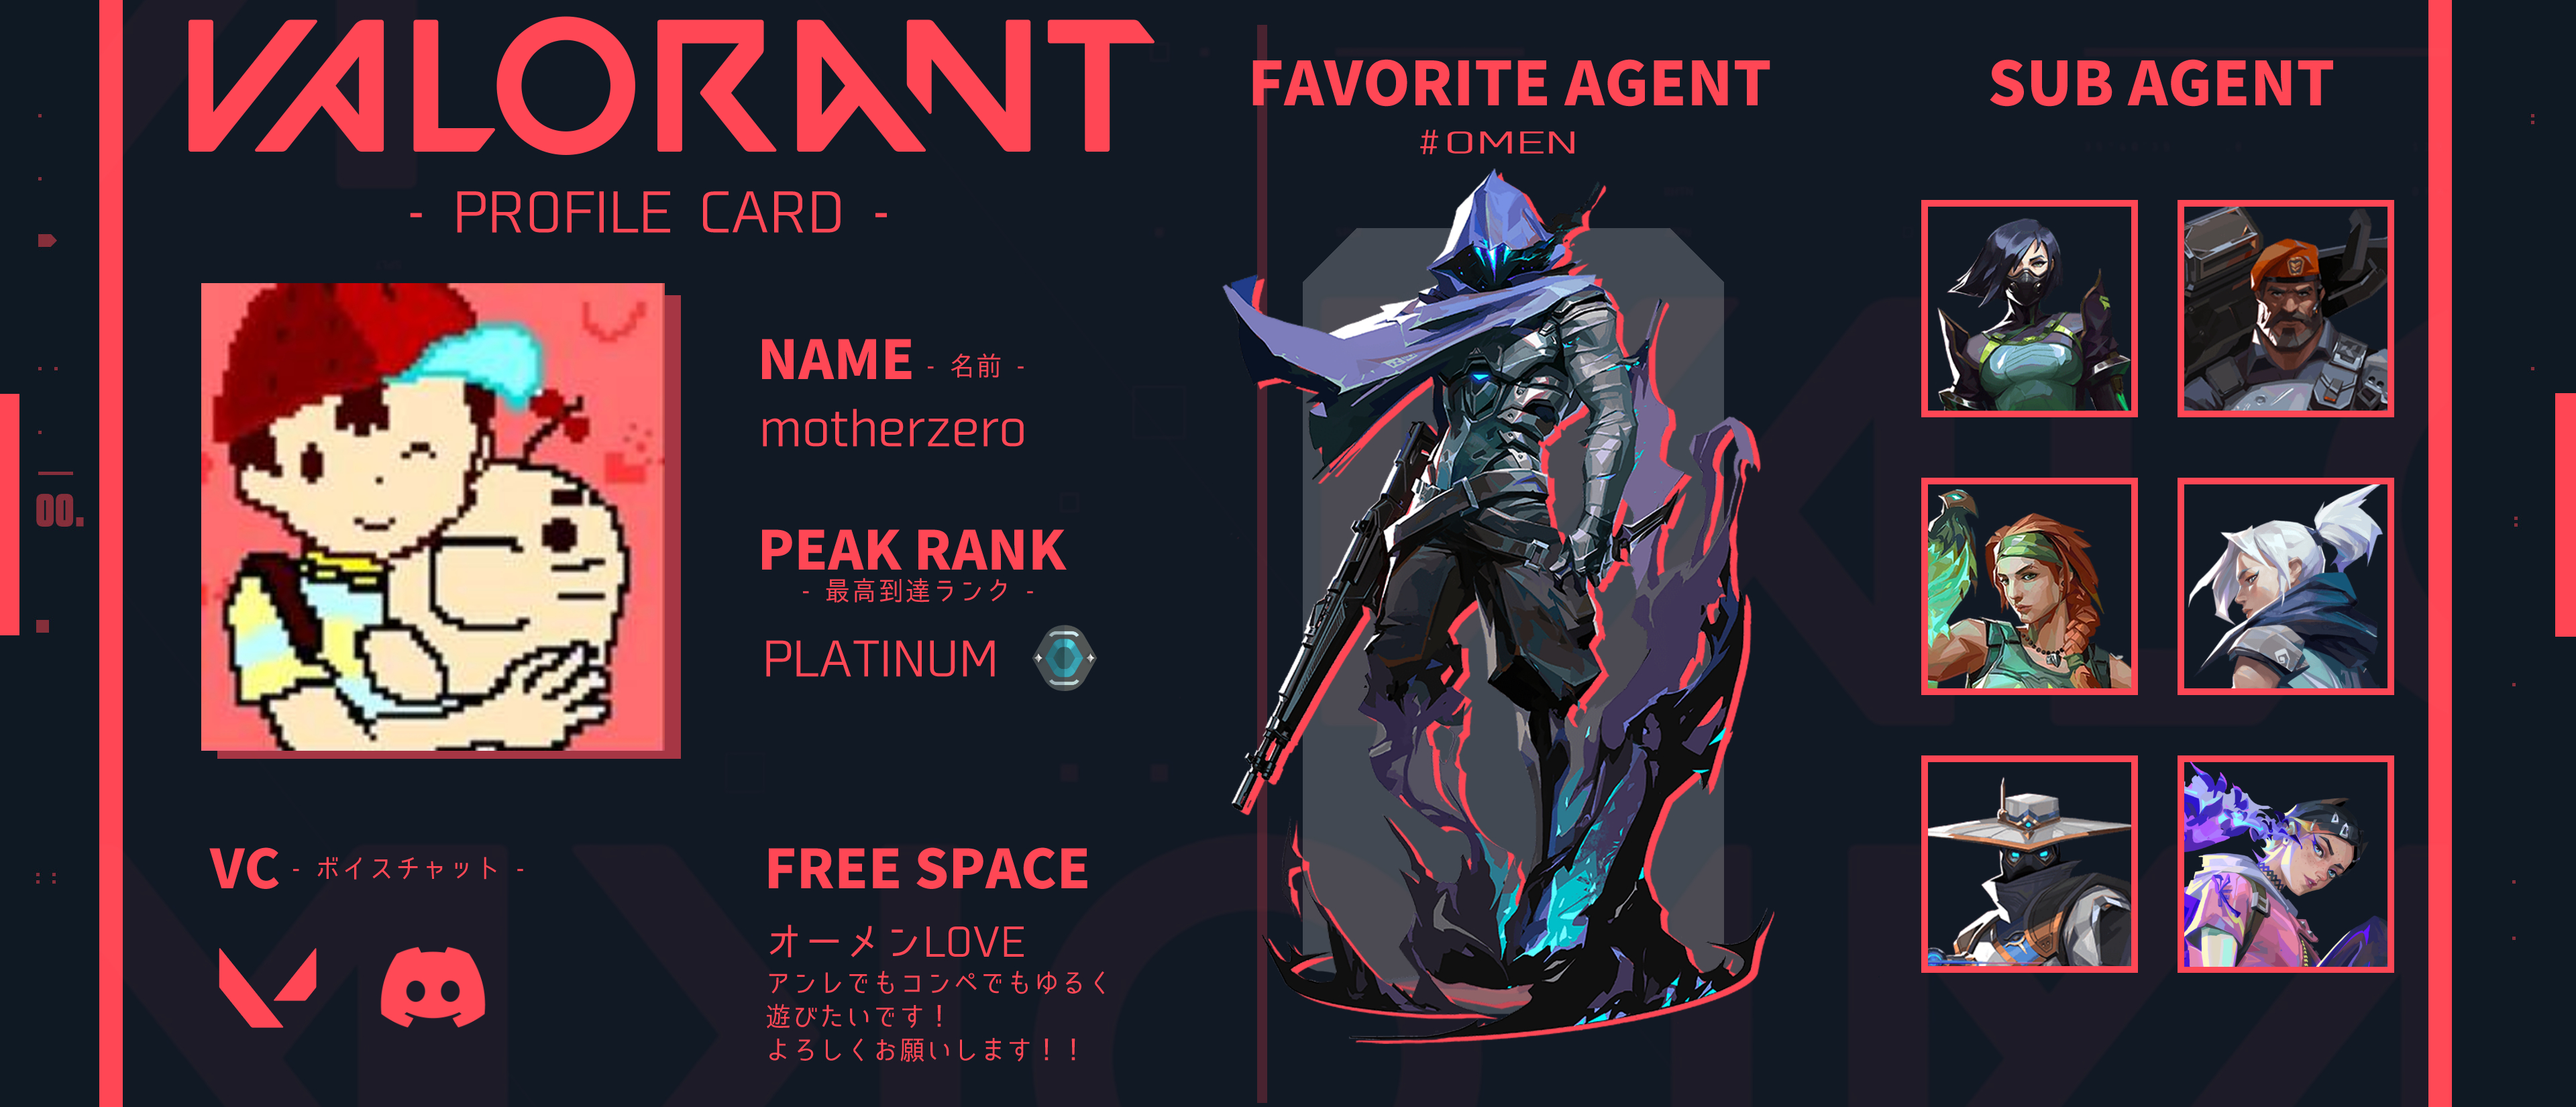 VALORANT
- PROFILE CARD -
NAME - 名前 -
motherzero
PEAK RANK
- 最高到達ランク -
PLATINUM
VC - ボイスチャット -
FREE SPACE
オーメンLOVE
アンレでもコンペでもゆるく
遊びたいです！
よろしくお願いします！！
FAVORITE AGENT
#OMEN
SUB AGENT
00.